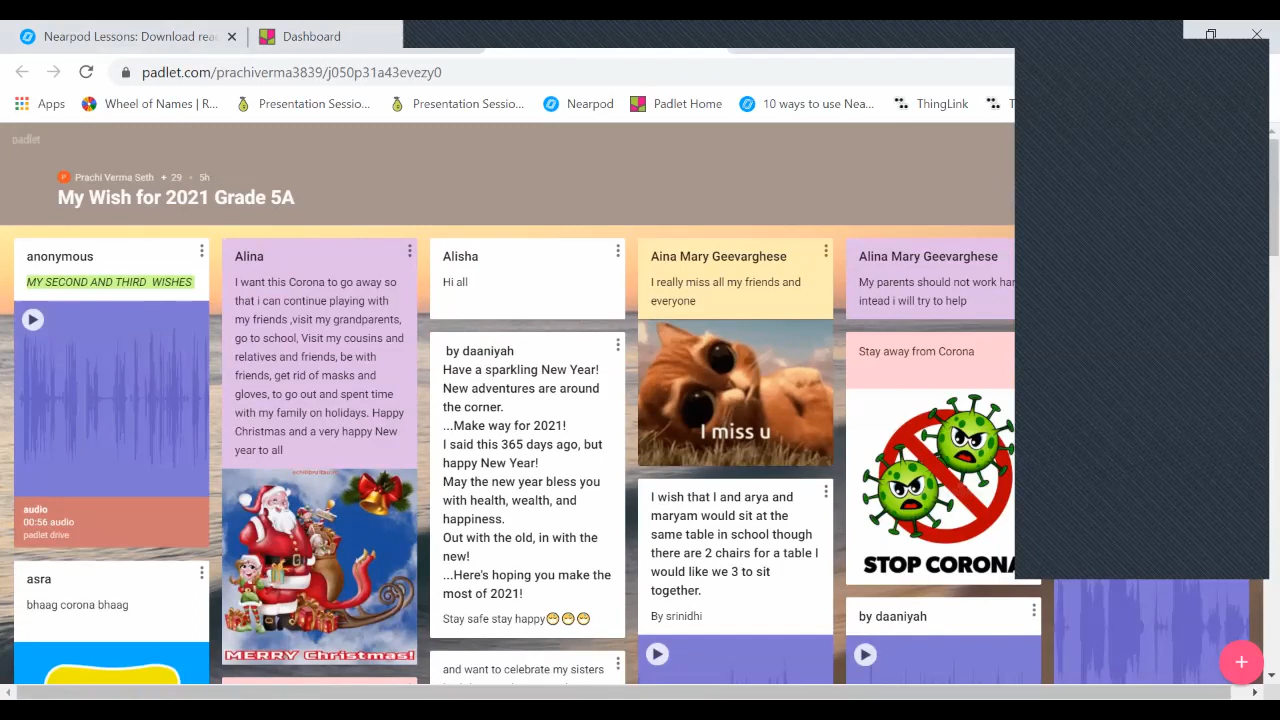 Nearpod Lessons: Download rea
Dashboard
padlet.com/prachiverma3839/j050p31a43evezy0
Apps
Wheel of Names | R...
Presentation Sessio...
Presentation Sessio...
Nearpod
Padlet Home
10 ways to use Nea...
ThingLink
T
padlet
Prachi Verma Seth + 29 • 5h
My Wish for 2021 Grade 5A
anonymous
MY SECOND AND THIRD WISHES
audio
00:56 audio
padlet drive
asra
bhaag corona bhaag
Alina
I want this Corona to go away so
that i can continue playing with
my friends ,visit my grandparents,
go to school, Visit my cousins and
relatives and friends, be with
friends, get rid of masks and
gloves, to go out and spent time
with my family on holidays. Happy
Christmas and a very happy New
year to all
MERRY Christmas!
Alisha
Hi all
by daaniyah
Have a sparkling New Year!
New adventures are around
the corner.
...Make way for 2021!
I said this 365 days ago, but
happy New Year!
May the new year bless you
with health, wealth, and
happiness.
Out with the old, in with the
new!
...Here's hoping you make the
most of 2021!
Stay safe stay happy😁😁😁
and want to celebrate my sisters
Aina Mary Geevarghese
I really miss all my friends and
everyone
I miss u
I wish that I and arya and
maryam would sit at the
same table in school though
there are 2 chairs for a table I
would like we 3 to sit
together.
By srinidhi
Alina Mary Geevarghese
My parents should not work har
intead i will try to help
Stay away from Corona
STOP CORONA
by daaniyah